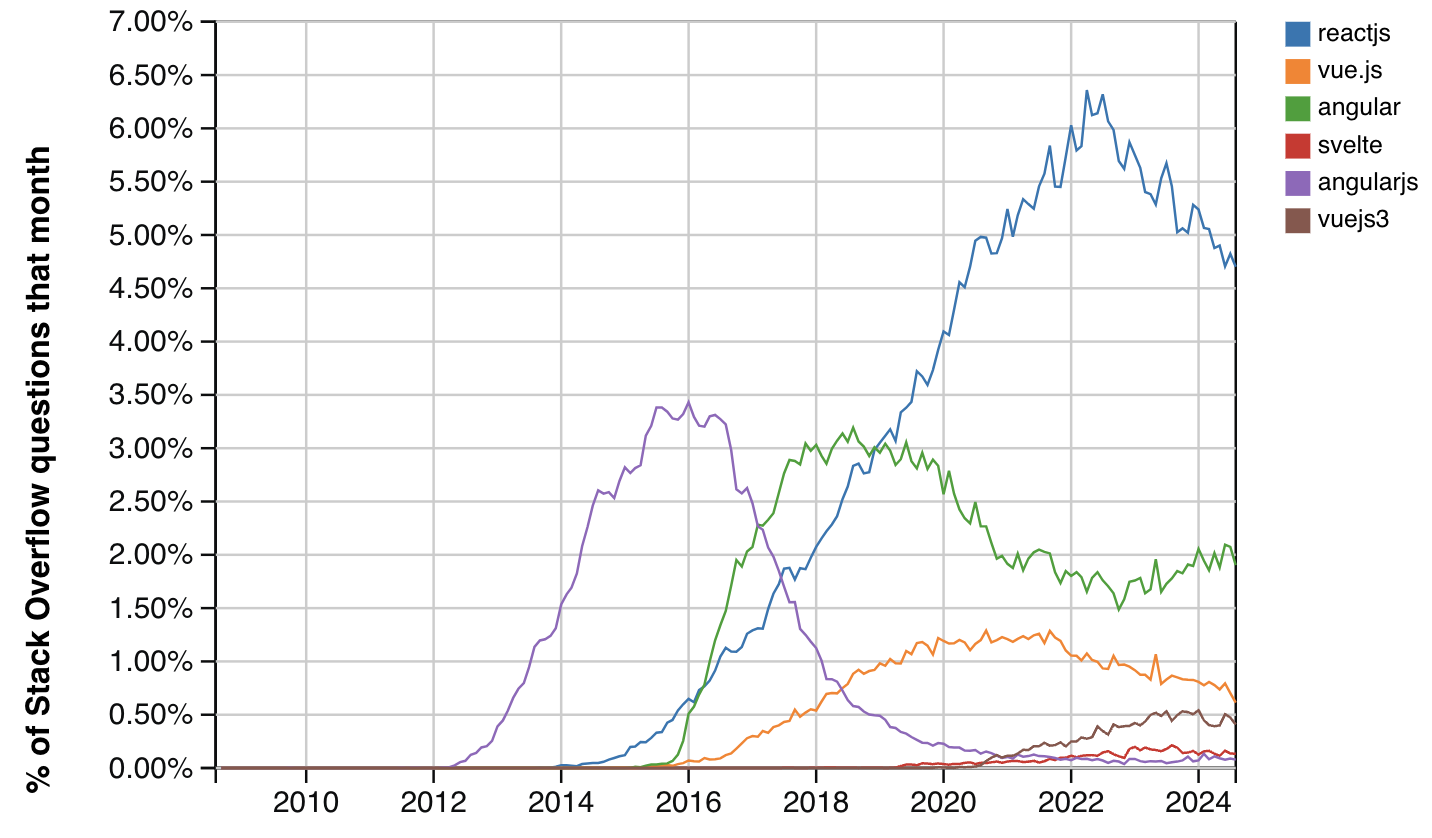 % of Stack Overflow questions that month
7.00%
6.50%
6.00%
5.50%
5.00%
4.50%
4.00%
3.50%
3.00%
2.50%
2.00%
1.50%
1.00%
0.50%
0.00%
2010 2012 2014 2016 2018 2020 2022 2024
reactjs
vue.js
angular
svelte
angularjs
vuejs3